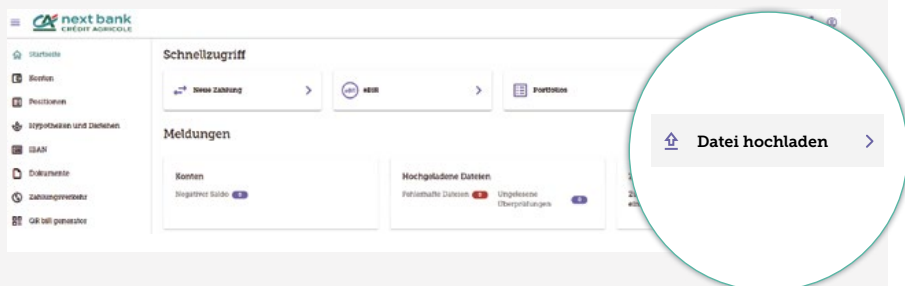 next bank
CRÉDIT AGRICOLE
Startseite
Konten
Positionen
Hypotheken und Darlehen
IBAN
Dokumente
Zahlungsverkehr
QR bill generator
Schnellzugriff
Neue Zahlung
eBill
Portfolios
Datei hochladen
Meldungen
Konten
Negativer Saldo
Hochgeladene Dateien
Fehlerhafte Dateien
Ungelesene
Überprüfungen